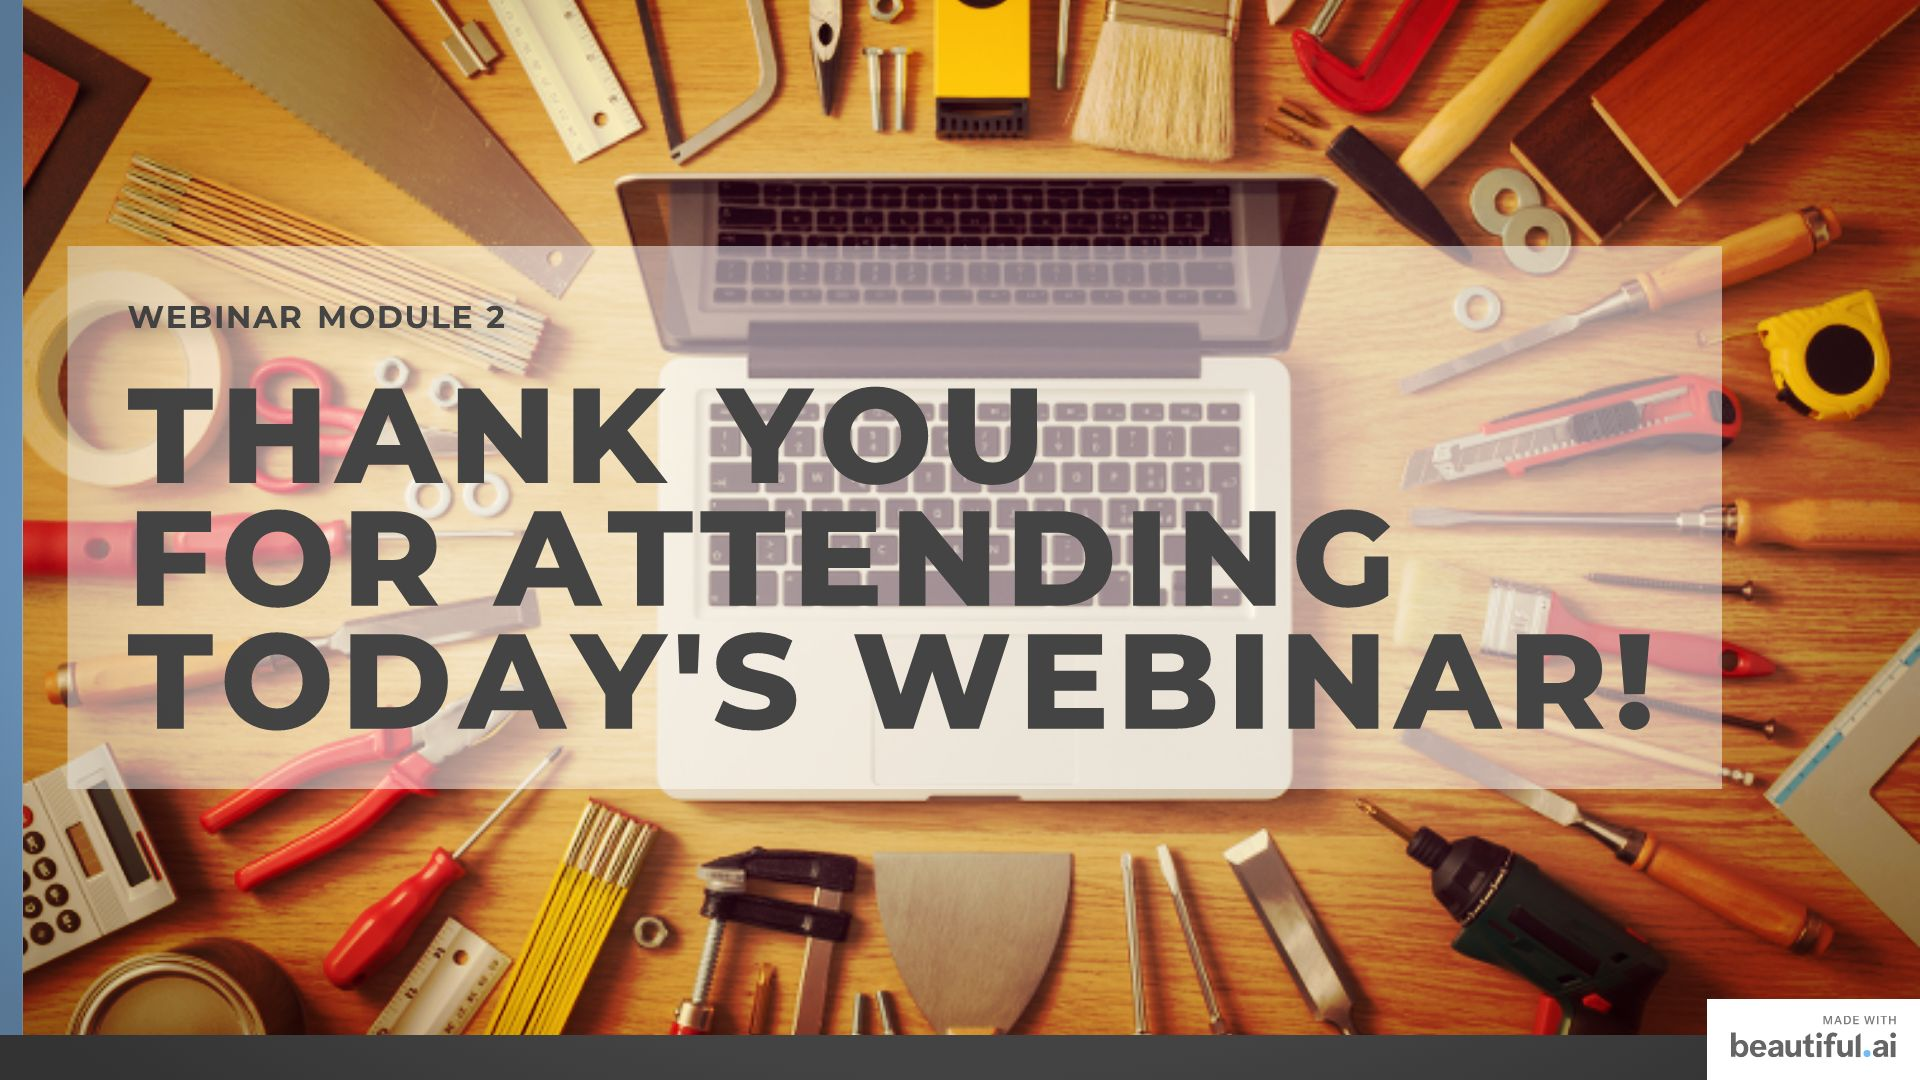 WEBINAR MODULE 2
THANK YOU
FOR ATTENDING
TODAY'S WEBINAR!
MADE WITH
beautiful.ai